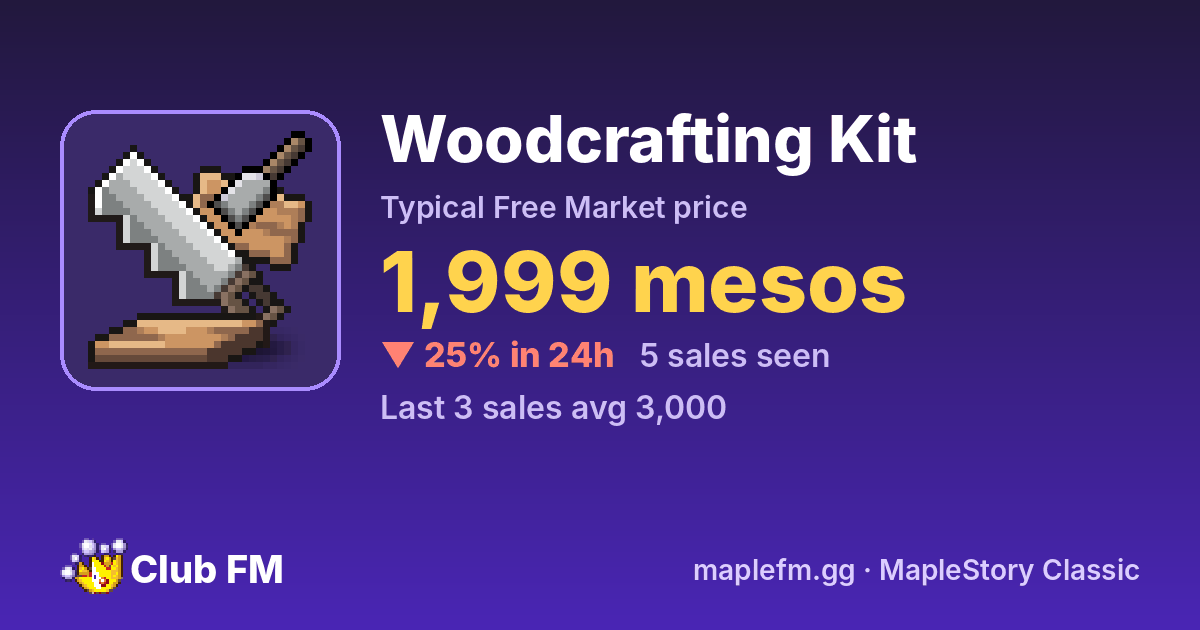 Woodcrafting Kit
Typical Free Market price
1,999 mesos
▼ 25% in 24h 5 sales seen
Last 3 sales avg 3,000
Club FM
maplefm.gg · MapleStory Classic